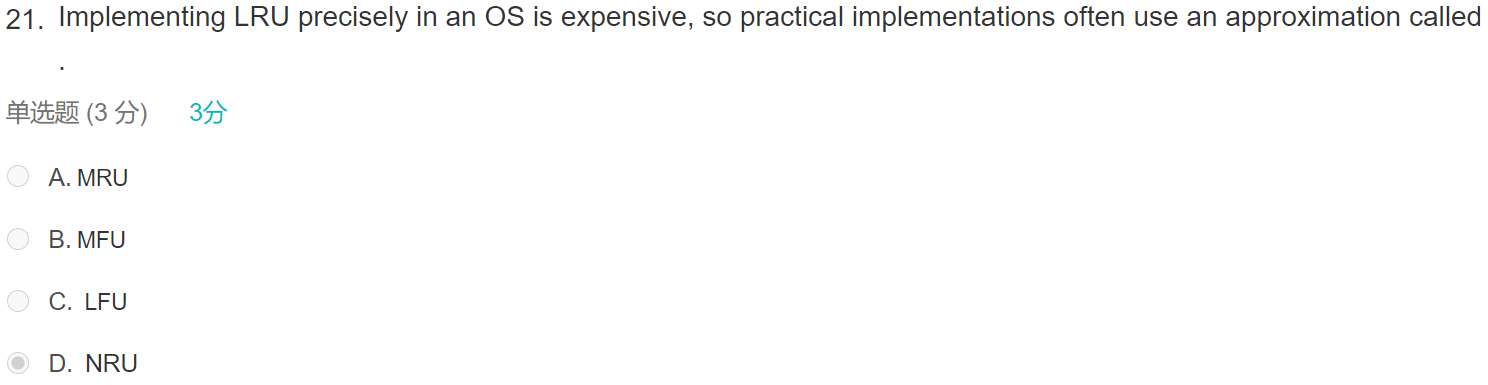 21. Implementing LRU precisely in an OS is expensive, so practical implementations often use an approximation called
.
单选题 (3 分) 3分
A. MRU
B. MFU
C. LFU
D. NRU